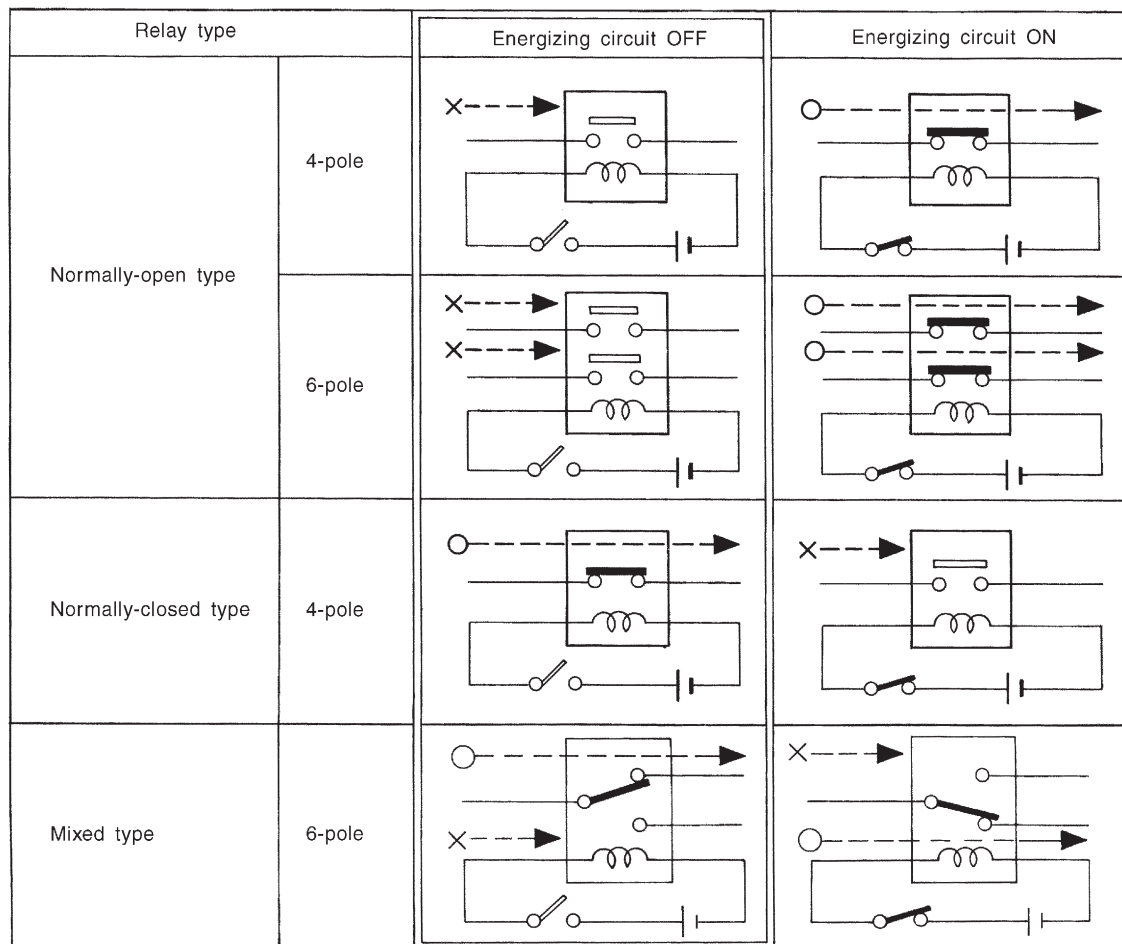 Relay type
Energizing circuit OFF
Energizing circuit ON
Normally-open type
4-pole
6-pole
Normally-closed type
4-pole
Mixed type
6-pole